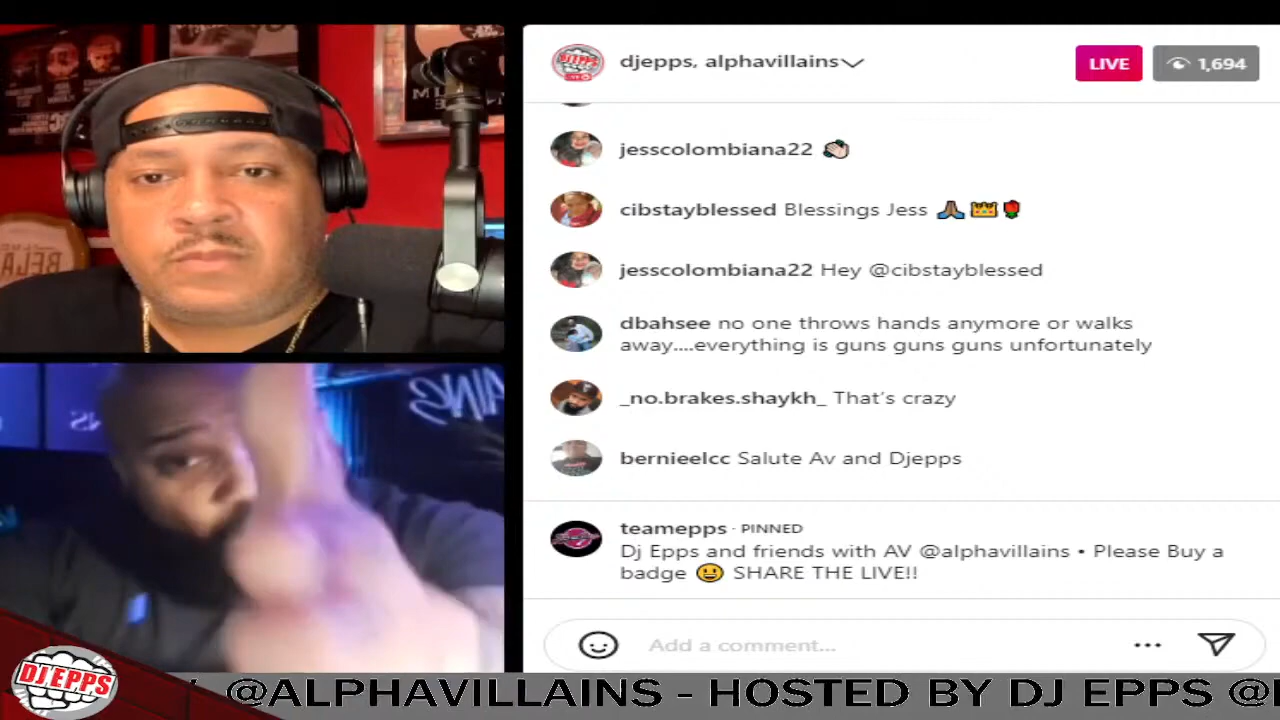 djepps, alphavillains
LIVE
1,694
jesscolombiana22 👏🏻
cibstayblessed Blessings Jess 🙏🏽👑🌹
jesscolombiana22 Hey @cibstayblessed
dbahsee no one throws hands anymore or walks
away....everything is guns guns guns unfortunately
_no.brakes.shaykh_ That's crazy
bernieelcc Salute Av and Djepps
teamepps · PINNED
Dj Epps and friends with AV @alphavillains • Please Buy a
badge 😀 SHARE THE LIVE!!
Add a comment...
DJ EPPS
@ALPHAVILLAINS - HOSTED BY DJ EPPS @